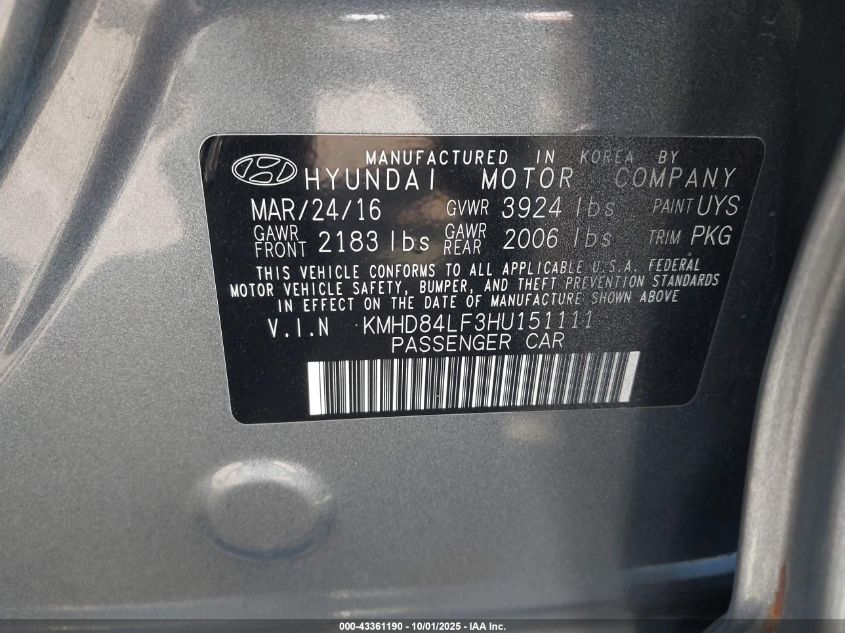 MANUFACTURED IN KOREA BY
HYUNDAI MOTOR COMPANY
MAR/24/16 GVWR 3924 lbs PAINT UYS
GAWR FRONT 2183 lbs GAWR REAR 2006 lbs TRIM PKG
THIS VEHICLE CONFORMS TO ALL APPLICABLE U.S.A. FEDERAL
MOTOR VEHICLE SAFETY, BUMPER, AND THEFT PREVENTION STANDARDS
IN EFFECT ON THE DATE OF MANUFACTURE SHOWN ABOVE
V.I.N KMHD84LF3HU151111
PASSENGER CAR
000-43361190 - 10/01/2025 - IAA Inc.